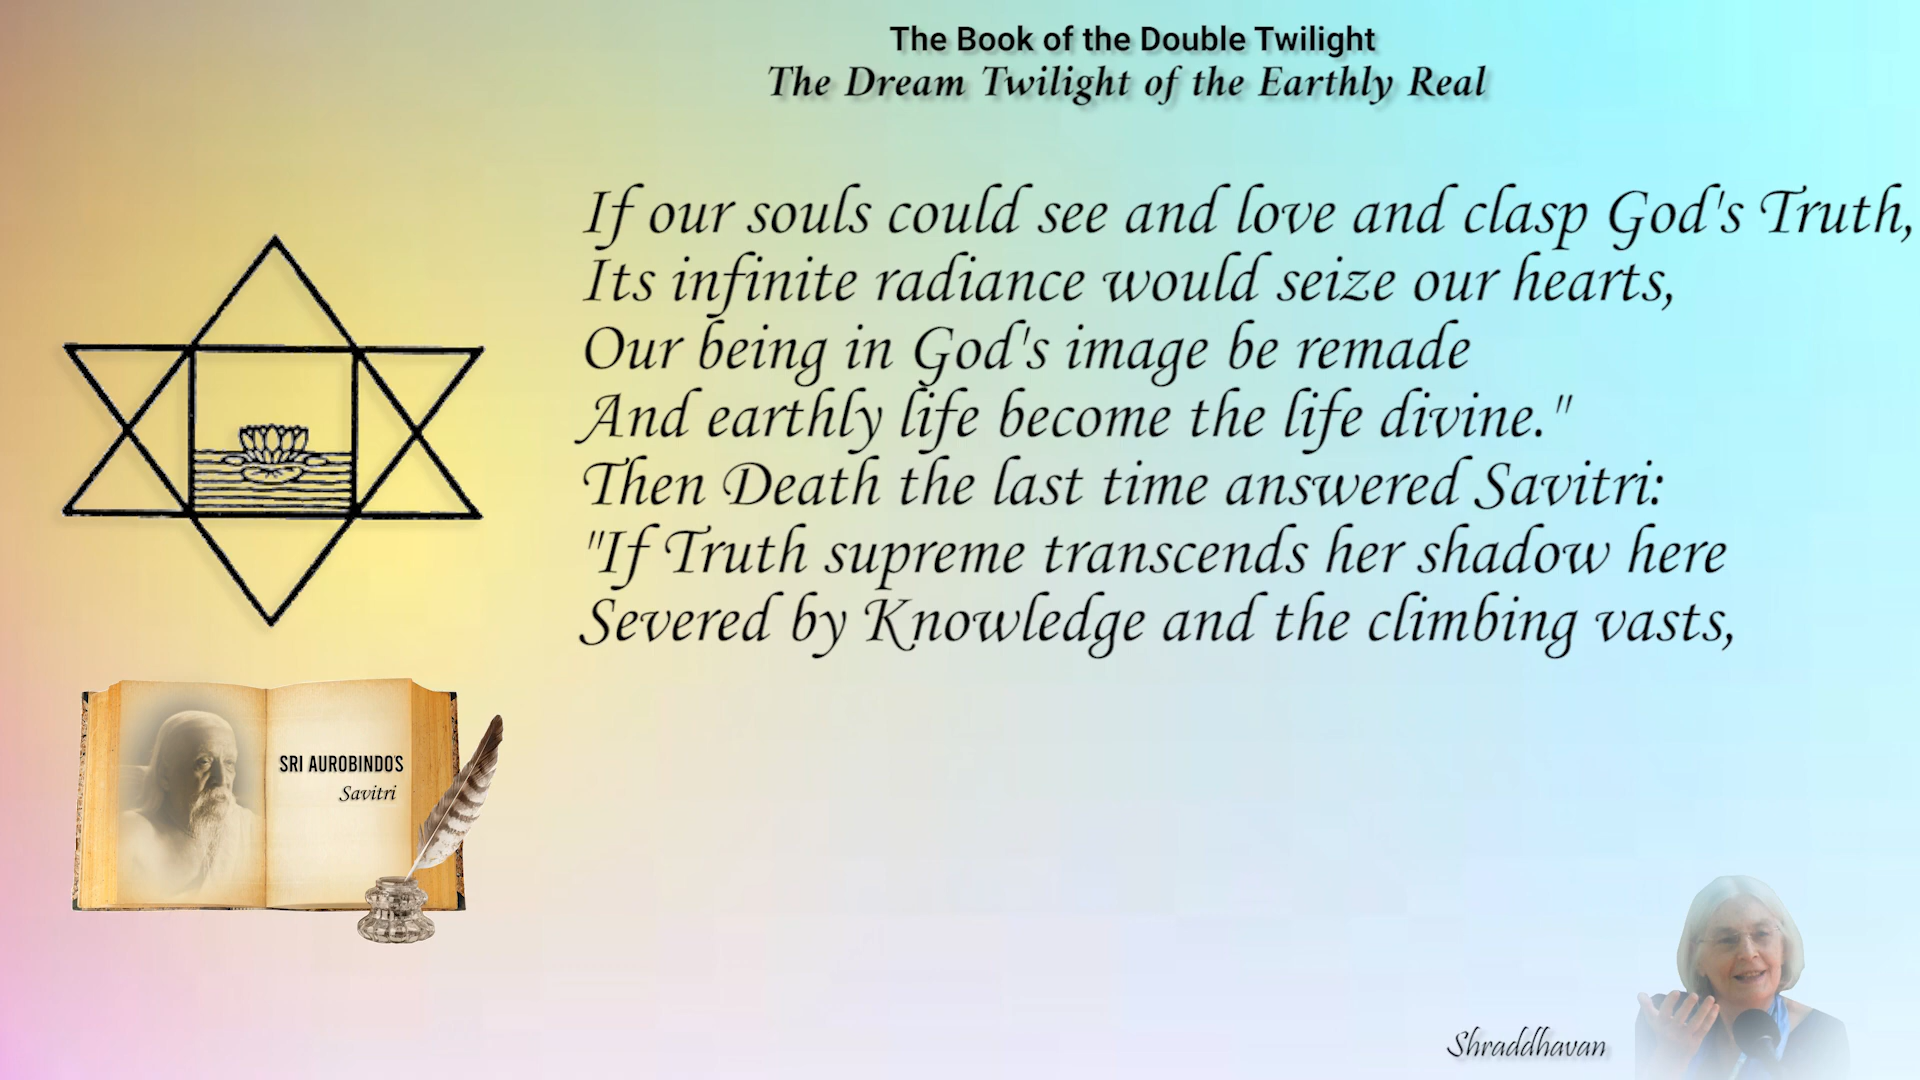 The Book of the Double Twilight
The Dream Twilight of the Earthly Real
If our souls could see and love and clasp God's Truth,
Its infinite radiance would seize our hearts,
Our being in God's image be remade
And earthly life become the life divine."
Then Death the last time answered Savitri:
"If Truth supreme transcends her shadow here
Severed by Knowledge and the climbing vasts,
SRI AUROBINDO'S
Savitri
Shraddhavan